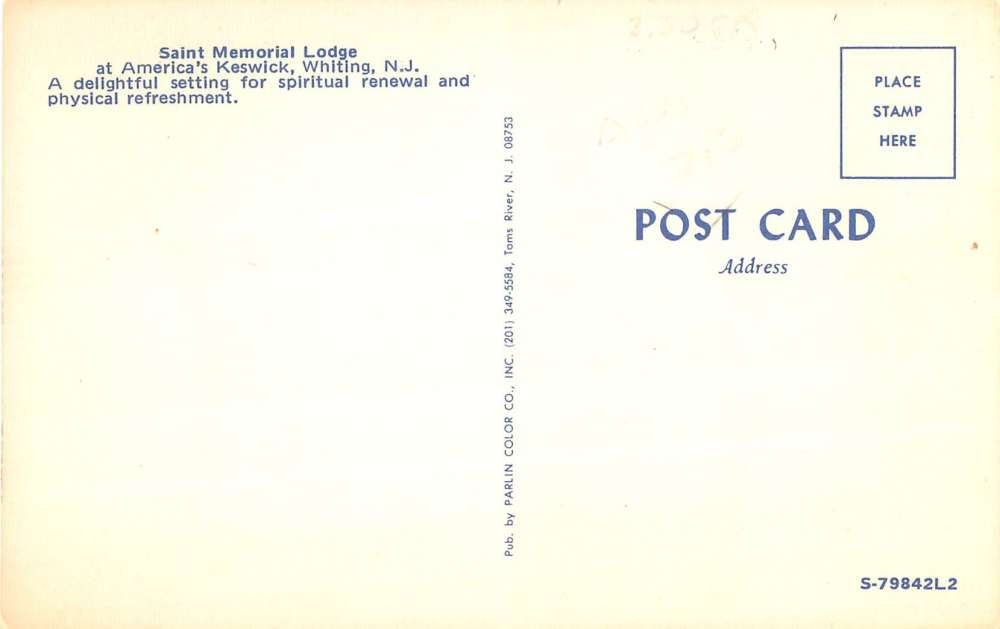 Saint Memorial Lodge
at America's Keswick, Whiting, N.J.
A delightful setting for spiritual renewal and
physical refreshment.
Pub. by PARLIN COLOR CO., INC. (201) 349-5584, Toms River, N. J. 08753
PLACE
STAMP
HERE
POST CARD
Address
S-79842L2